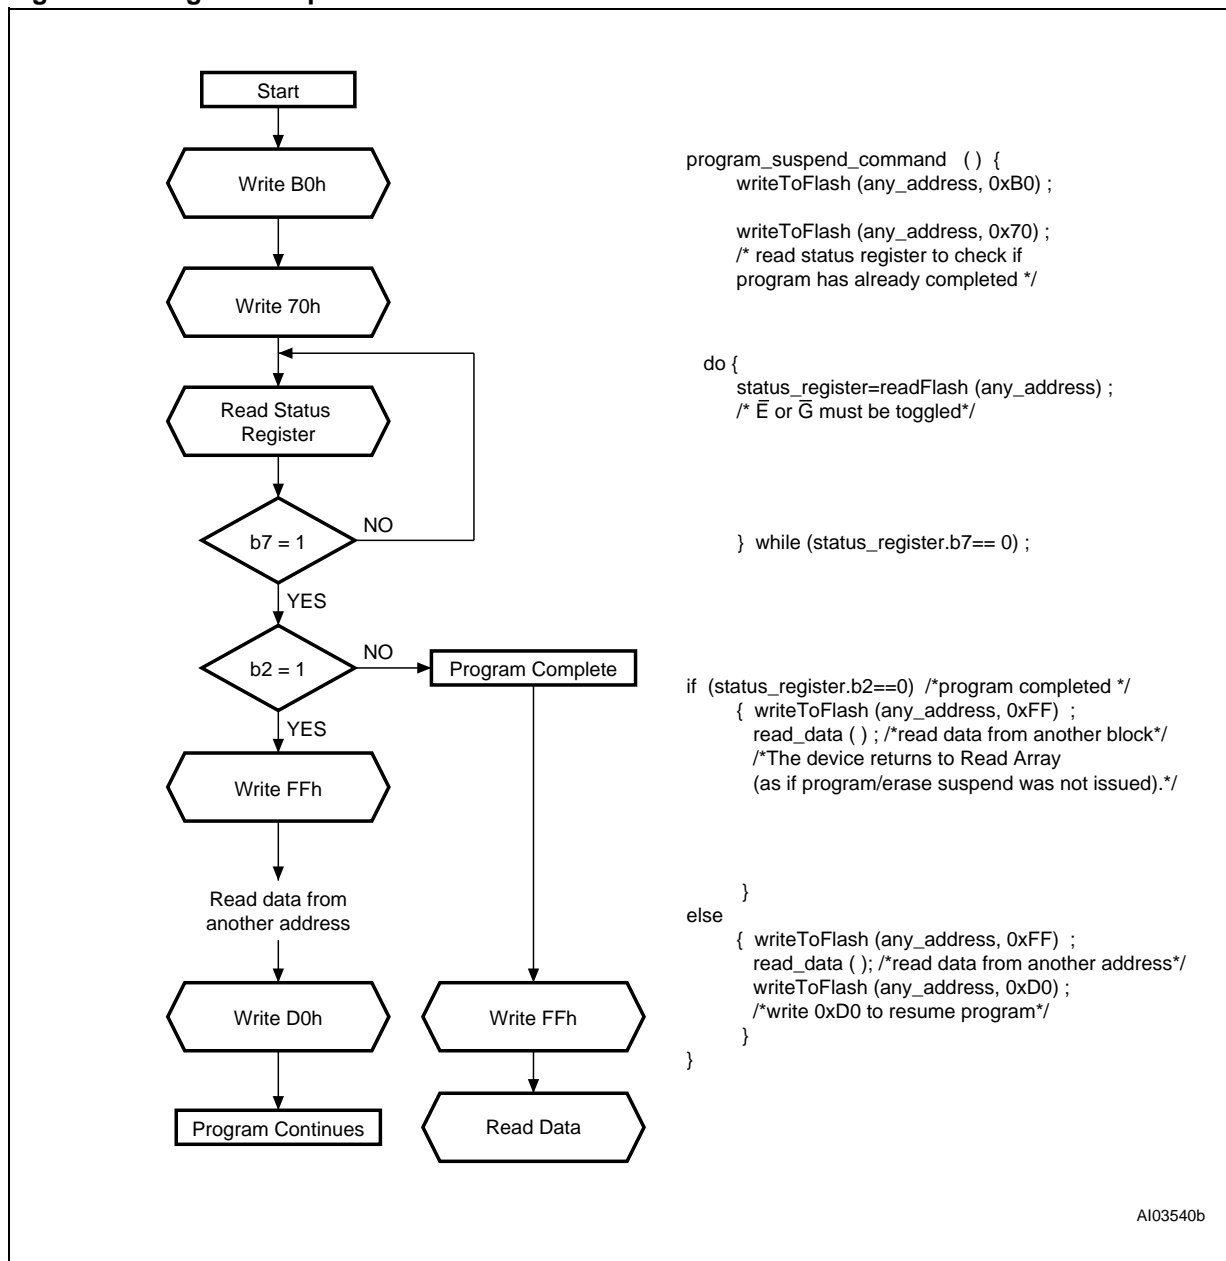 Start
Write B0h
Write 70h
Read Status
Register
NO
b7 = 1
YES
NO
b2 = 1
Program Complete
YES
Write FFh
Read data from
another address
Write D0h
Write FFh
Program Continues
Read Data
program_suspend_command ( ) {
writeToFlash (any_address, 0xB0) ;
writeToFlash (any_address, 0x70) ;
/* read status register to check if
program has already completed */
do {
status_register=readFlash (any_address) ;
/* E̅ or G̅ must be toggled*/
} while (status_register.b7== 0) ;
if (status_register.b2==0) /*program completed */
{ writeToFlash (any_address, 0xFF) ;
read_data ( ) ; /*read data from another block*/
/*The device returns to Read Array
(as if program/erase suspend was not issued).*/
}
else
{ writeToFlash (any_address, 0xFF) ;
read_data ( ); /*read data from another address*/
writeToFlash (any_address, 0xD0) ;
/*write 0xD0 to resume program*/
}
}
AI03540b